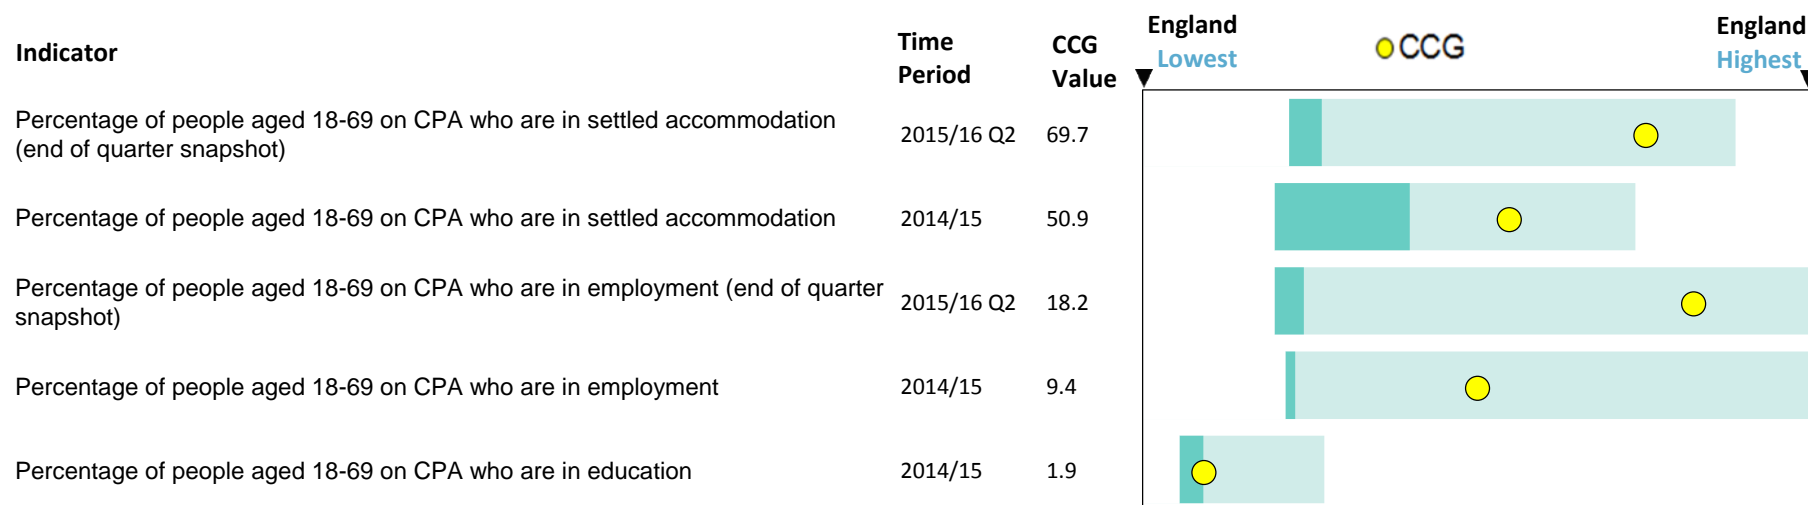 Indicator
Time Period
CCG Value
England Lowest
CCG
England Highest
Percentage of people aged 18-69 on CPA who are in settled accommodation
(end of quarter snapshot)
2015/16 Q2
69.7
Percentage of people aged 18-69 on CPA who are in settled accommodation
2014/15
50.9
Percentage of people aged 18-69 on CPA who are in employment (end of quarter
snapshot)
2015/16 Q2
18.2
Percentage of people aged 18-69 on CPA who are in employment
2014/15
9.4
Percentage of people aged 18-69 on CPA who are in education
2014/15
1.9